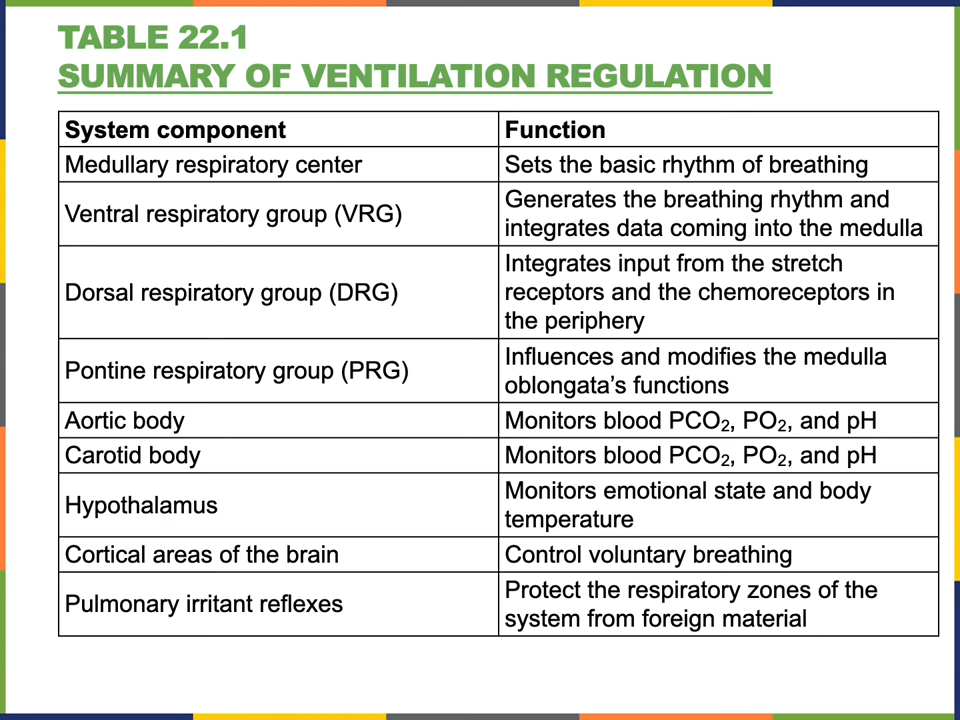 TABLE 22.1
SUMMARY OF VENTILATION REGULATION
System component
Function
Medullary respiratory center
Sets the basic rhythm of breathing
Ventral respiratory group (VRG)
Generates the breathing rhythm and
integrates data coming into the medulla
Dorsal respiratory group (DRG)
Integrates input from the stretch
receptors and the chemoreceptors in
the periphery
Pontine respiratory group (PRG)
Influences and modifies the medulla
oblongata’s functions
Aortic body
Monitors blood PCO₂, PO₂, and pH
Carotid body
Monitors blood PCO₂, PO₂, and pH
Hypothalamus
Monitors emotional state and body
temperature
Cortical areas of the brain
Control voluntary breathing
Pulmonary irritant reflexes
Protect the respiratory zones of the
system from foreign material